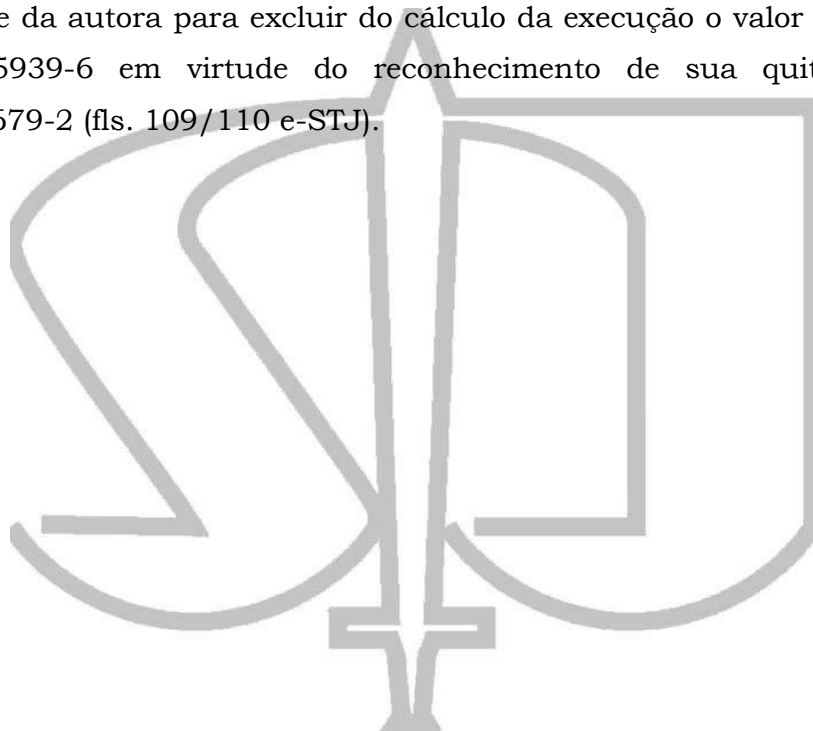 e da autora para excluir do cálculo da execução o valor
5939-6 em virtude do reconhecimento de sua quit
679-2 (fls. 109/110 e-STJ).